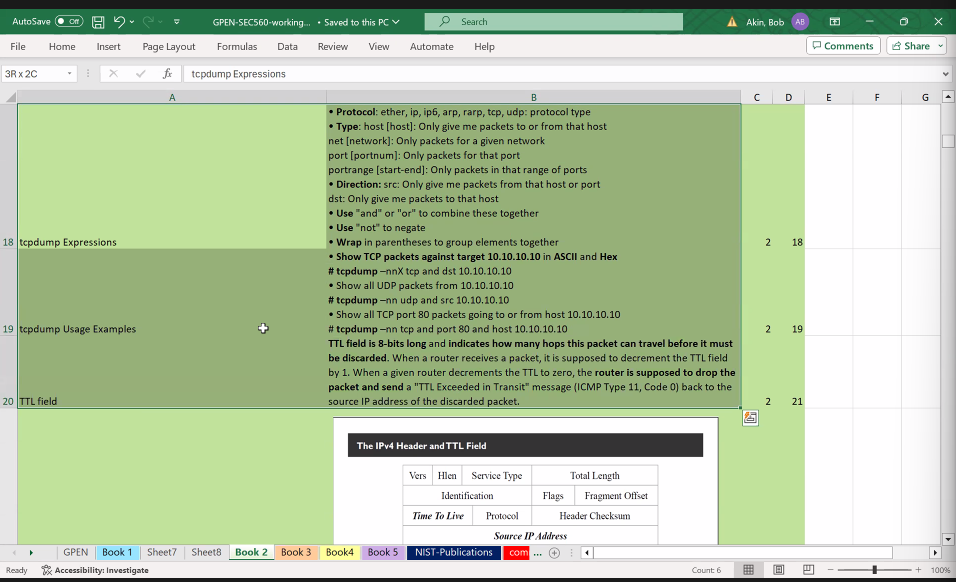 AutoSave Off GPEN-SEC560-working... • Saved to this PC Search Akin, Bob AB
File Home Insert Page Layout Formulas Data Review View Automate Help Comments Share
3R x 2C fx tcpdump Expressions
A B C D E F G
• Protocol: ether, ip, ip6, arp, rarp, tcp, udp: protocol type
• Type: host [host]: Only give me packets to or from that host
net [network]: Only packets for a given network
port [portnum]: Only packets for that port
portrange [start-end]: Only packets in that range of ports
• Direction: src: Only give me packets from that host or port
dst: Only give me packets to that host
• Use "and" or "or" to combine these together
• Use "not" to negate
18 tcpdump Expressions • Wrap in parentheses to group elements together 2 18
• Show TCP packets against target 10.10.10.10 in ASCII and Hex
# tcpdump –nnX tcp and dst 10.10.10.10
• Show all UDP packets from 10.10.10.10
# tcpdump –nn udp and src 10.10.10.10
• Show all TCP port 80 packets going to or from host 10.10.10.10
19 tcpdump Usage Examples # tcpdump –nn tcp and port 80 and host 10.10.10.10 2 19
TTL field is 8-bits long and indicates how many hops this packet can travel before it must
be discarded. When a router receives a packet, it is supposed to decrement the TTL field
by 1. When a given router decrements the TTL to zero, the router is supposed to drop the
packet and send a "TTL Exceeded in Transit" message (ICMP Type 11, Code 0) back to the
20 TTL field source IP address of the discarded packet. 2 21
The IPv4 Header and TTL Field
Vers Hlen Service Type Total Length
Identification Flags Fragment Offset
Time To Live Protocol Header Checksum
Source IP Address
GPEN Book 1 Sheet7 Sheet8 Book 2 Book 3 Book4 Book 5 NIST-Publications com ...
Ready Accessibility: Investigate Count: 6 100%